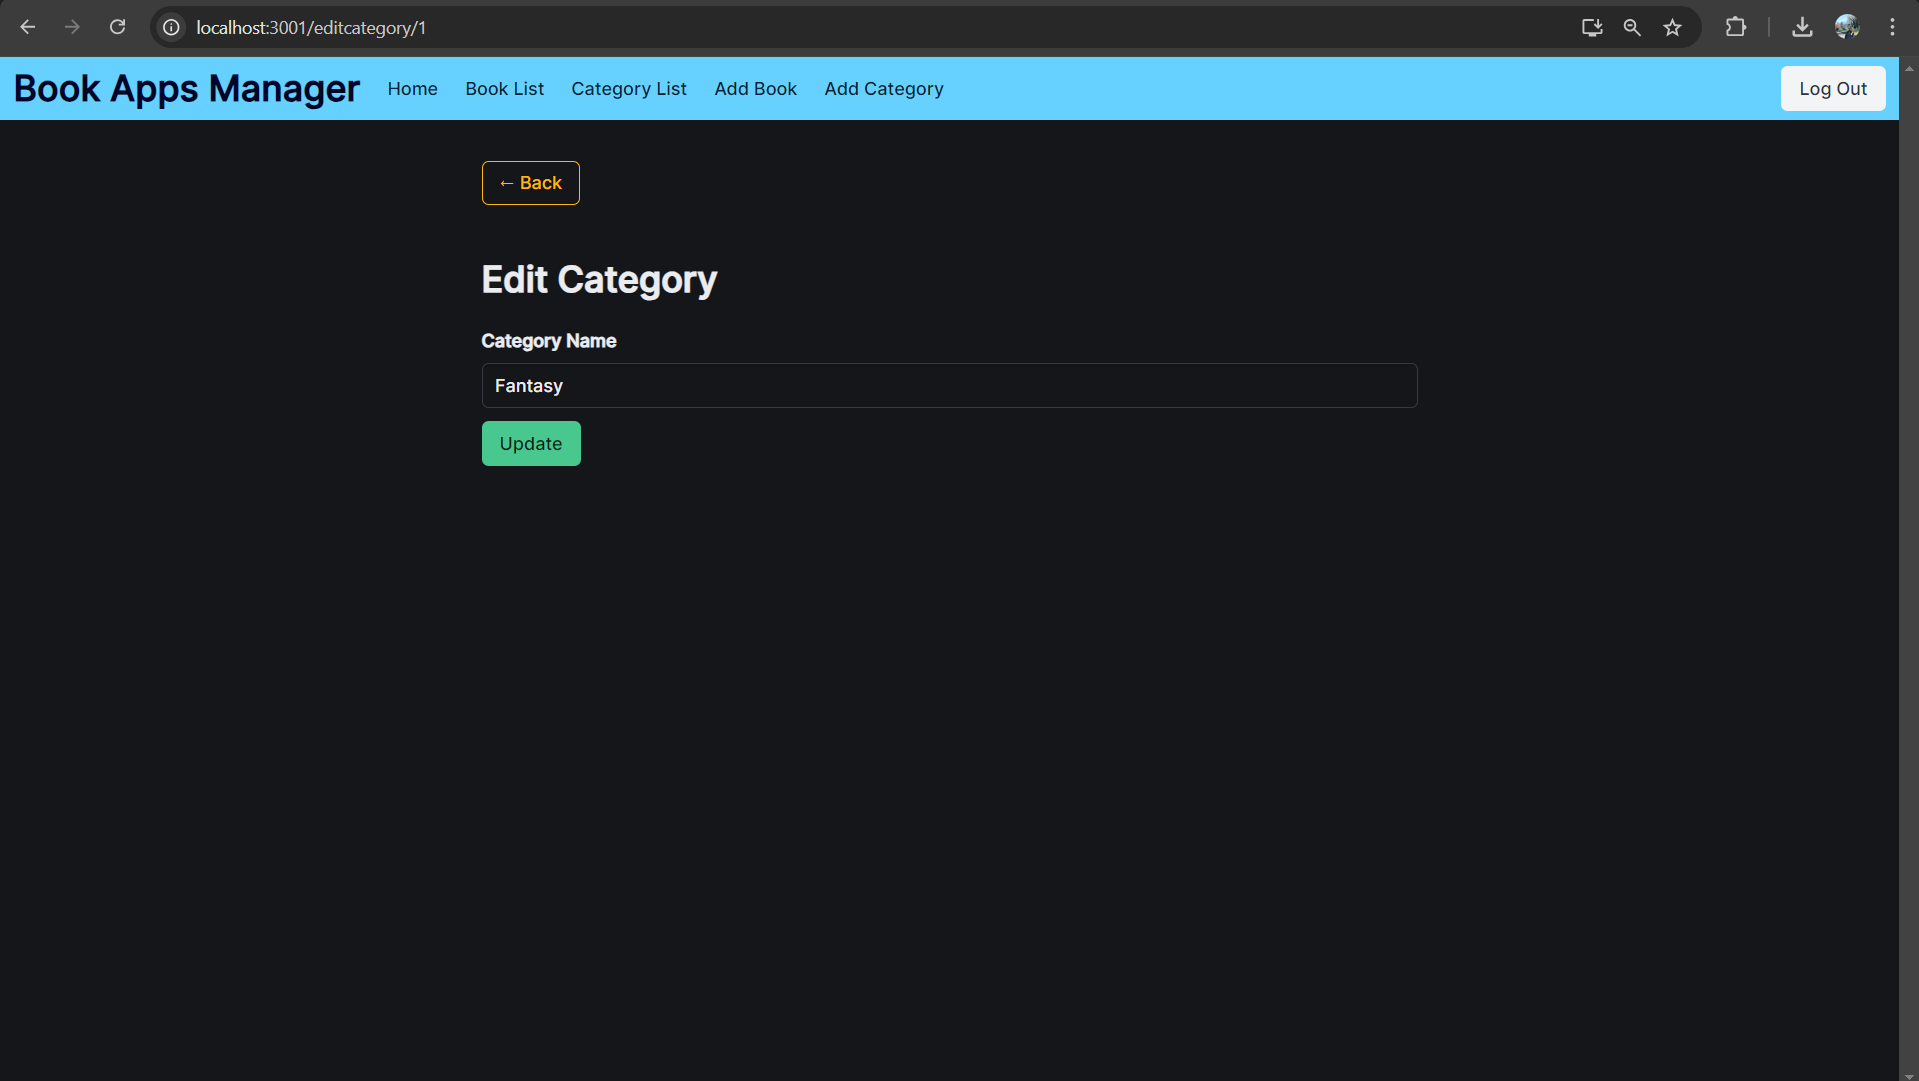 localhost:3001/editcategory/1
Book Apps Manager Home Book List Category List Add Book Add Category Log Out
← Back
Edit Category
Category Name
Fantasy
Update